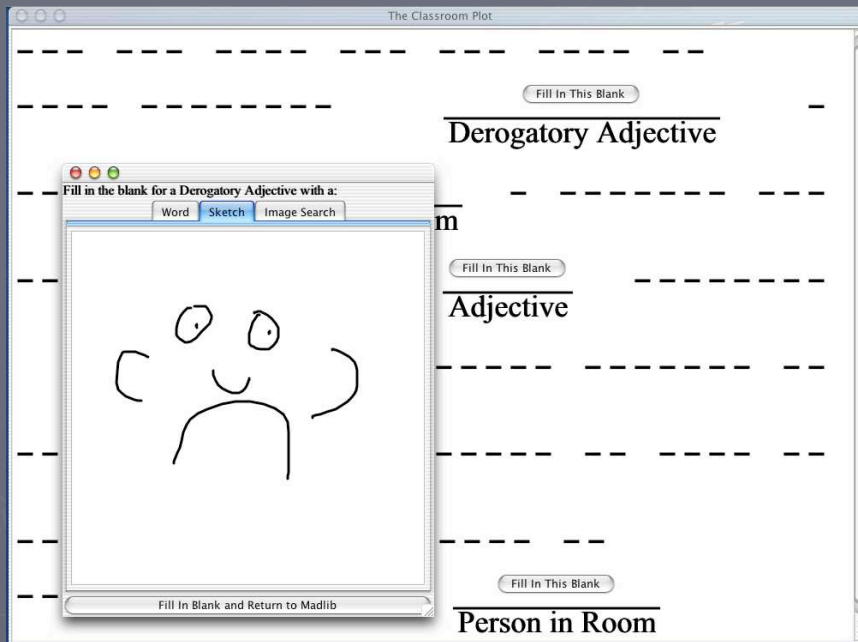 The Classroom Plot
Fill In This Blank
Derogatory Adjective
Fill in the blank for a Derogatory Adjective with a:
Word Sketch Image Search
m
Fill In This Blank
Adjective
Fill In Blank and Return to Madlib
Fill In This Blank
Person in Room